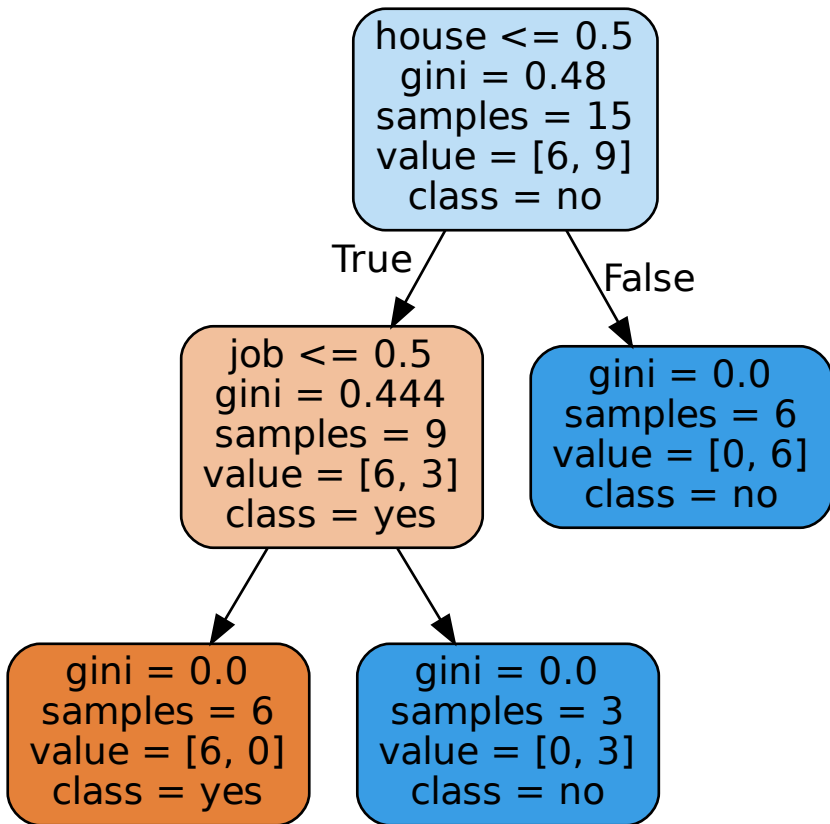 house <= 0.5
gini = 0.48
samples = 15
value = [6, 9]
class = no
True
False
job <= 0.5
gini = 0.444
samples = 9
value = [6, 3]
class = yes
gini = 0.0
samples = 6
value = [0, 6]
class = no
gini = 0.0
samples = 6
value = [6, 0]
class = yes
gini = 0.0
samples = 3
value = [0, 3]
class = no